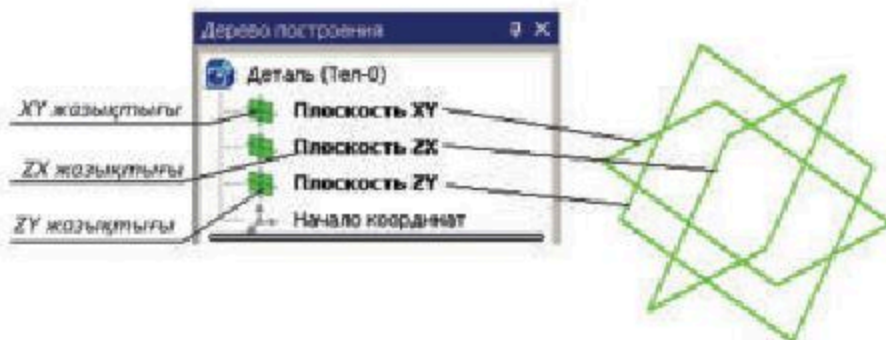 Дерево построения
Деталь (Тел-0)
XY жазықтығы
Плоскость XY
ZX жазықтығы
Плоскость ZX
ZY жазықтығы
Плоскость ZY
Начало координат